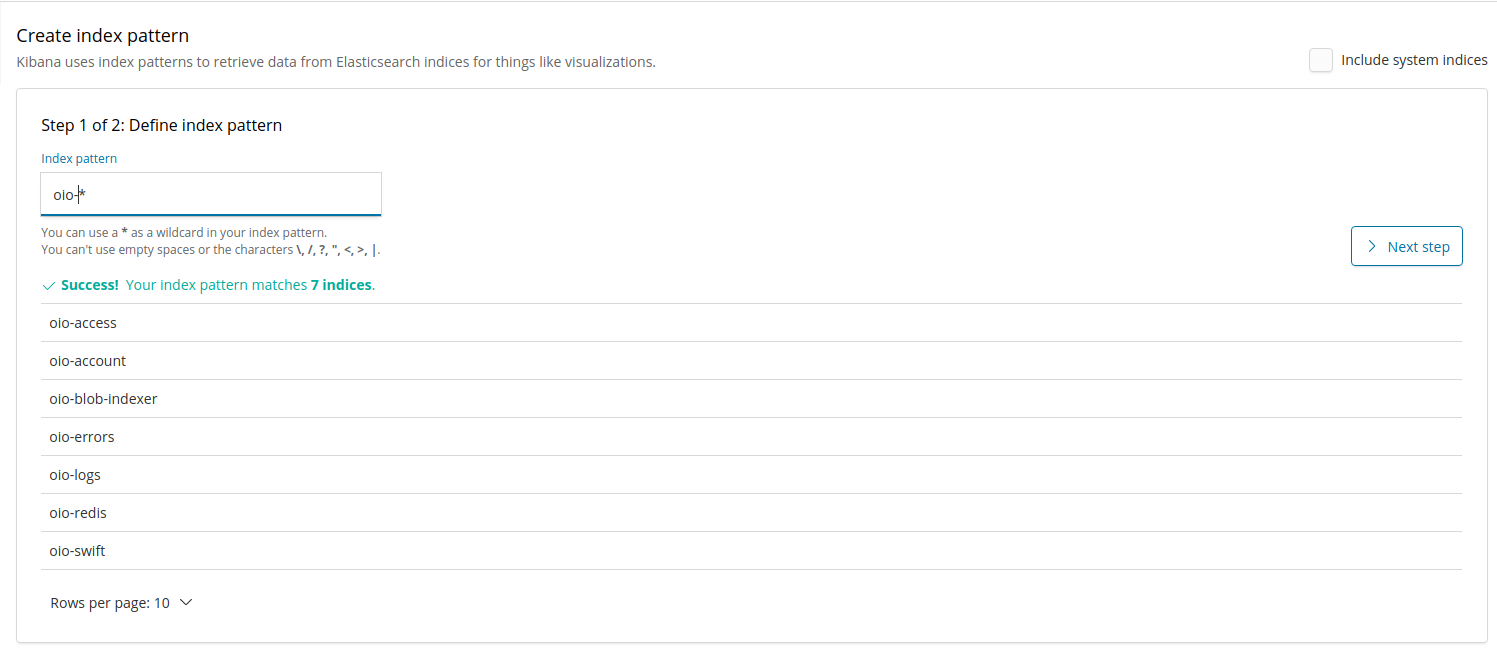 Create index pattern
Kibana uses index patterns to retrieve data from Elasticsearch indices for things like visualizations.
Include system indices
Step 1 of 2: Define index pattern
Index pattern
oio-*
You can use a * as a wildcard in your index pattern.
You can't use empty spaces or the characters \, /, ?, ", <, >, |.
Next step
Success! Your index pattern matches 7 indices.
oio-access
oio-account
oio-blob-indexer
oio-errors
oio-logs
oio-redis
oio-swift
Rows per page: 10